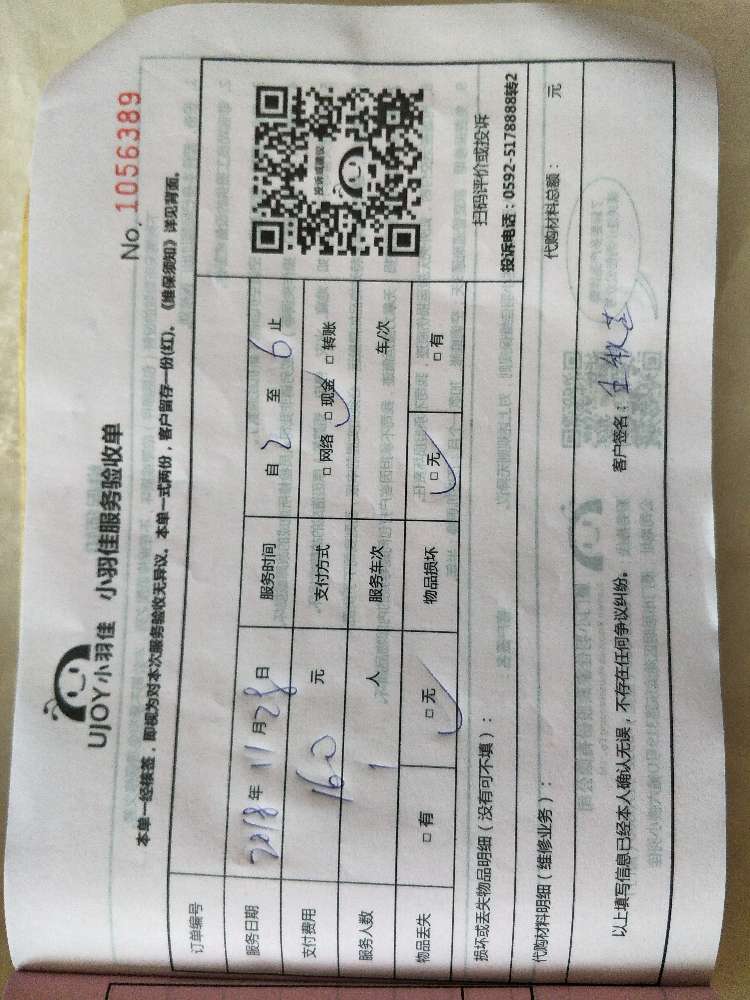 UJOY小羽佳 小羽佳服务验收单
No. 1056389
本单一经核签，即视为对本次服务验收无异议。本单一式两份，客户留存一份(红)、《维保须知》详见背面。
订单编号
服务日期 2018 年 11 月 28 日 服务时间 自 2 至 6 止
支付费用 160 元 支付方式 □ 网络 □ 现金 □ 转账
服务人数 1 人 服务车次 车/次
物品丢失 □ 有 □ 无 物品损坏 □ 无 □ 有
投诉或建议
扫码评价或投诉
投诉电话：0592-5178888转2
损坏或丢失物品明细（没有可不填）：
代购材料明细（维修业务）： 代购材料总额： 元
以上填写信息已经本人确认无误，不存在任何争议纠纷。 客户签名：